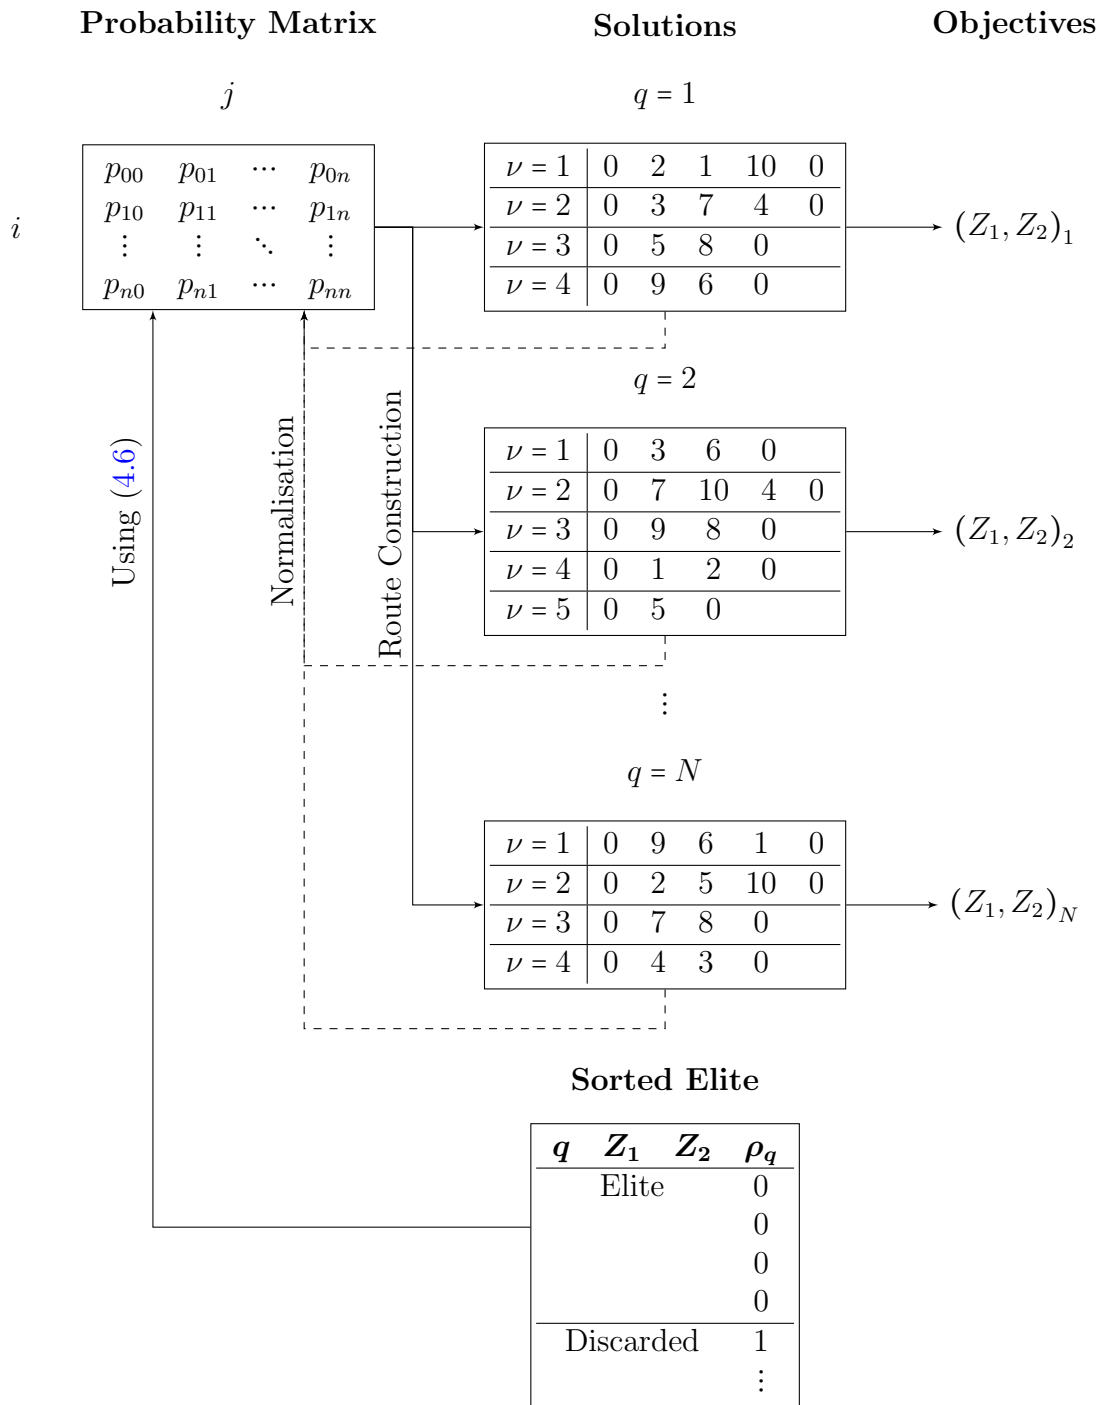 Probability Matrix Solutions Objectives
j
q = 1
i
p₀₀ p₀₁ ⋯ p₀ₙ
p₁₀ p₁₁ ⋯ p₁ₙ
⋮ ⋮ ⋱ ⋮
pₙ₀ pₙ₁ ⋯ pₙₙ
ν = 1 0 2 1 10 0
ν = 2 0 3 7 4 0
ν = 3 0 5 8 0
ν = 4 0 9 6 0
(Z₁, Z₂)₁
Using (4.6)
Normalisation
Route Construction
q = 2
ν = 1 0 3 6 0
ν = 2 0 7 10 4 0
ν = 3 0 9 8 0
ν = 4 0 1 2 0
ν = 5 0 5 0
(Z₁, Z₂)₂
⋮
q = N
ν = 1 0 9 6 1 0
ν = 2 0 2 5 10 0
ν = 3 0 7 8 0
ν = 4 0 4 3 0
(Z₁, Z₂)_N
Sorted Elite
q Z₁ Z₂ ρ_q
Elite 0
0
0
0
Discarded 1
⋮